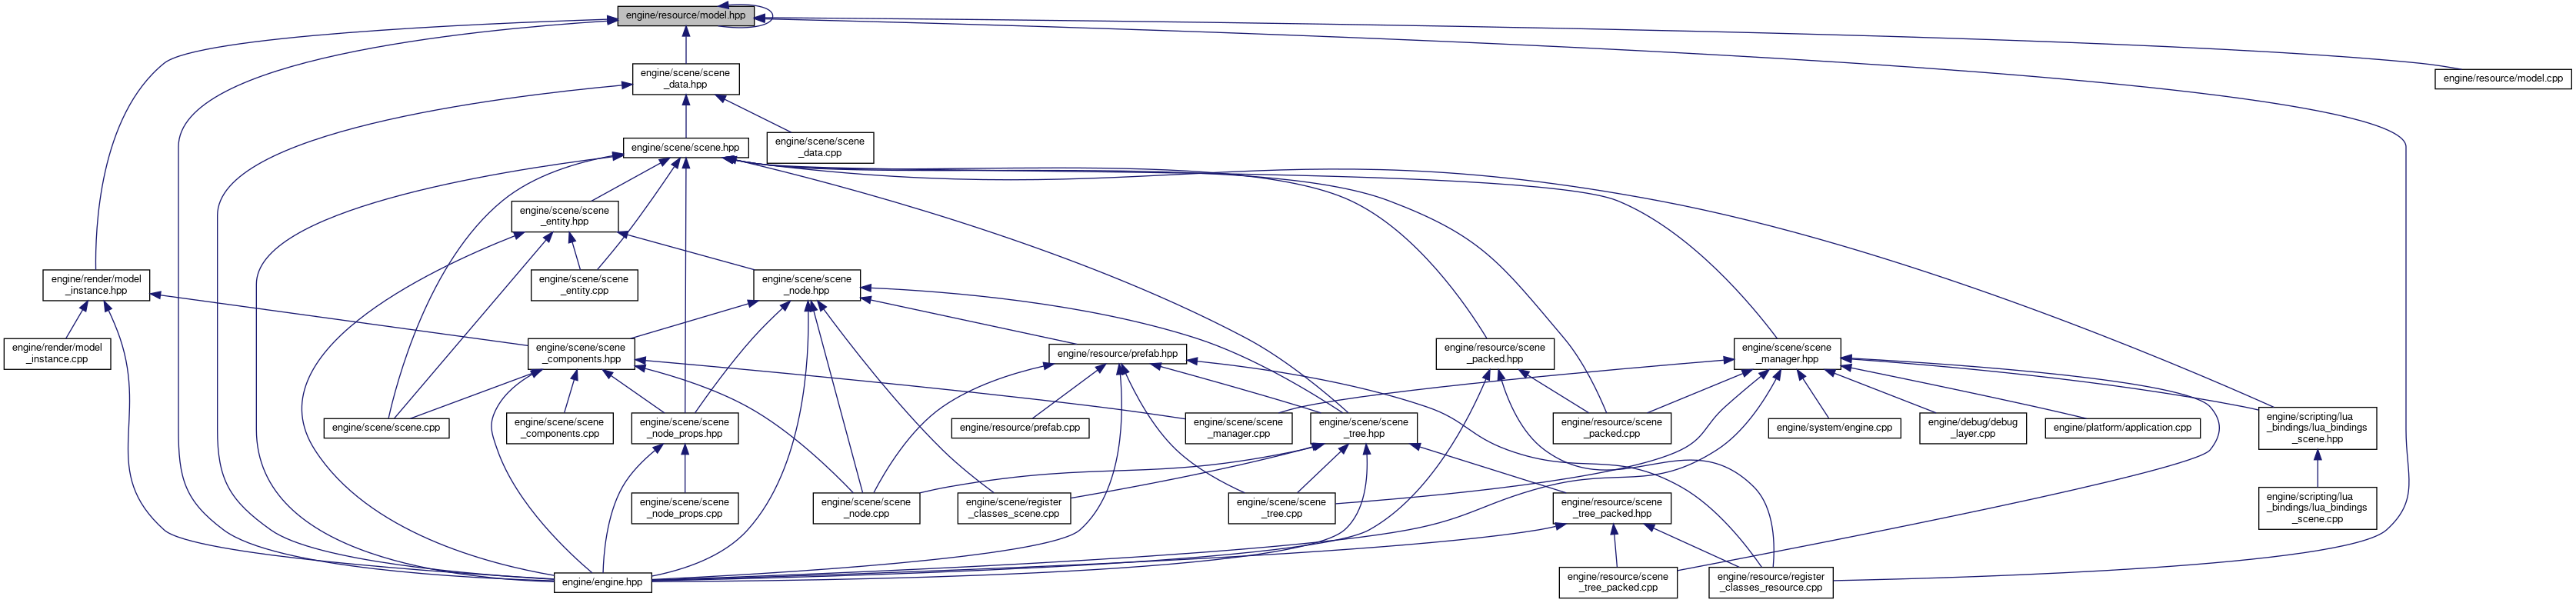 engine/resource/model.hpp
engine/scene/scene
_data.hpp
engine/resource/model.cpp
engine/scene/scene.hpp
engine/scene/scene
_data.cpp
engine/scene/scene
_entity.hpp
engine/render/model
_instance.hpp
engine/scene/scene
_entity.cpp
engine/scene/scene
_node.hpp
engine/render/model
_instance.cpp
engine/scene/scene
_components.hpp
engine/resource/prefab.hpp
engine/resource/scene
_packed.hpp
engine/scene/scene
_manager.hpp
engine/scene/scene.cpp
engine/scene/scene
_components.cpp
engine/scene/scene
_node_props.hpp
engine/resource/prefab.cpp
engine/scene/scene
_manager.cpp
engine/scene/scene
_tree.hpp
engine/resource/scene
_packed.cpp
engine/system/engine.cpp
engine/debug/debug
_layer.cpp
engine/platform/application.cpp
engine/scripting/lua
_bindings/lua_bindings
_scene.hpp
engine/scene/scene
_node_props.cpp
engine/scene/scene
_node.cpp
engine/scene/register
_classes_scene.cpp
engine/scene/scene
_tree.cpp
engine/resource/scene
_tree_packed.hpp
engine/scripting/lua
_bindings/lua_bindings
_scene.cpp
engine/engine.hpp
engine/resource/scene
_tree_packed.cpp
engine/resource/register
_classes_resource.cpp